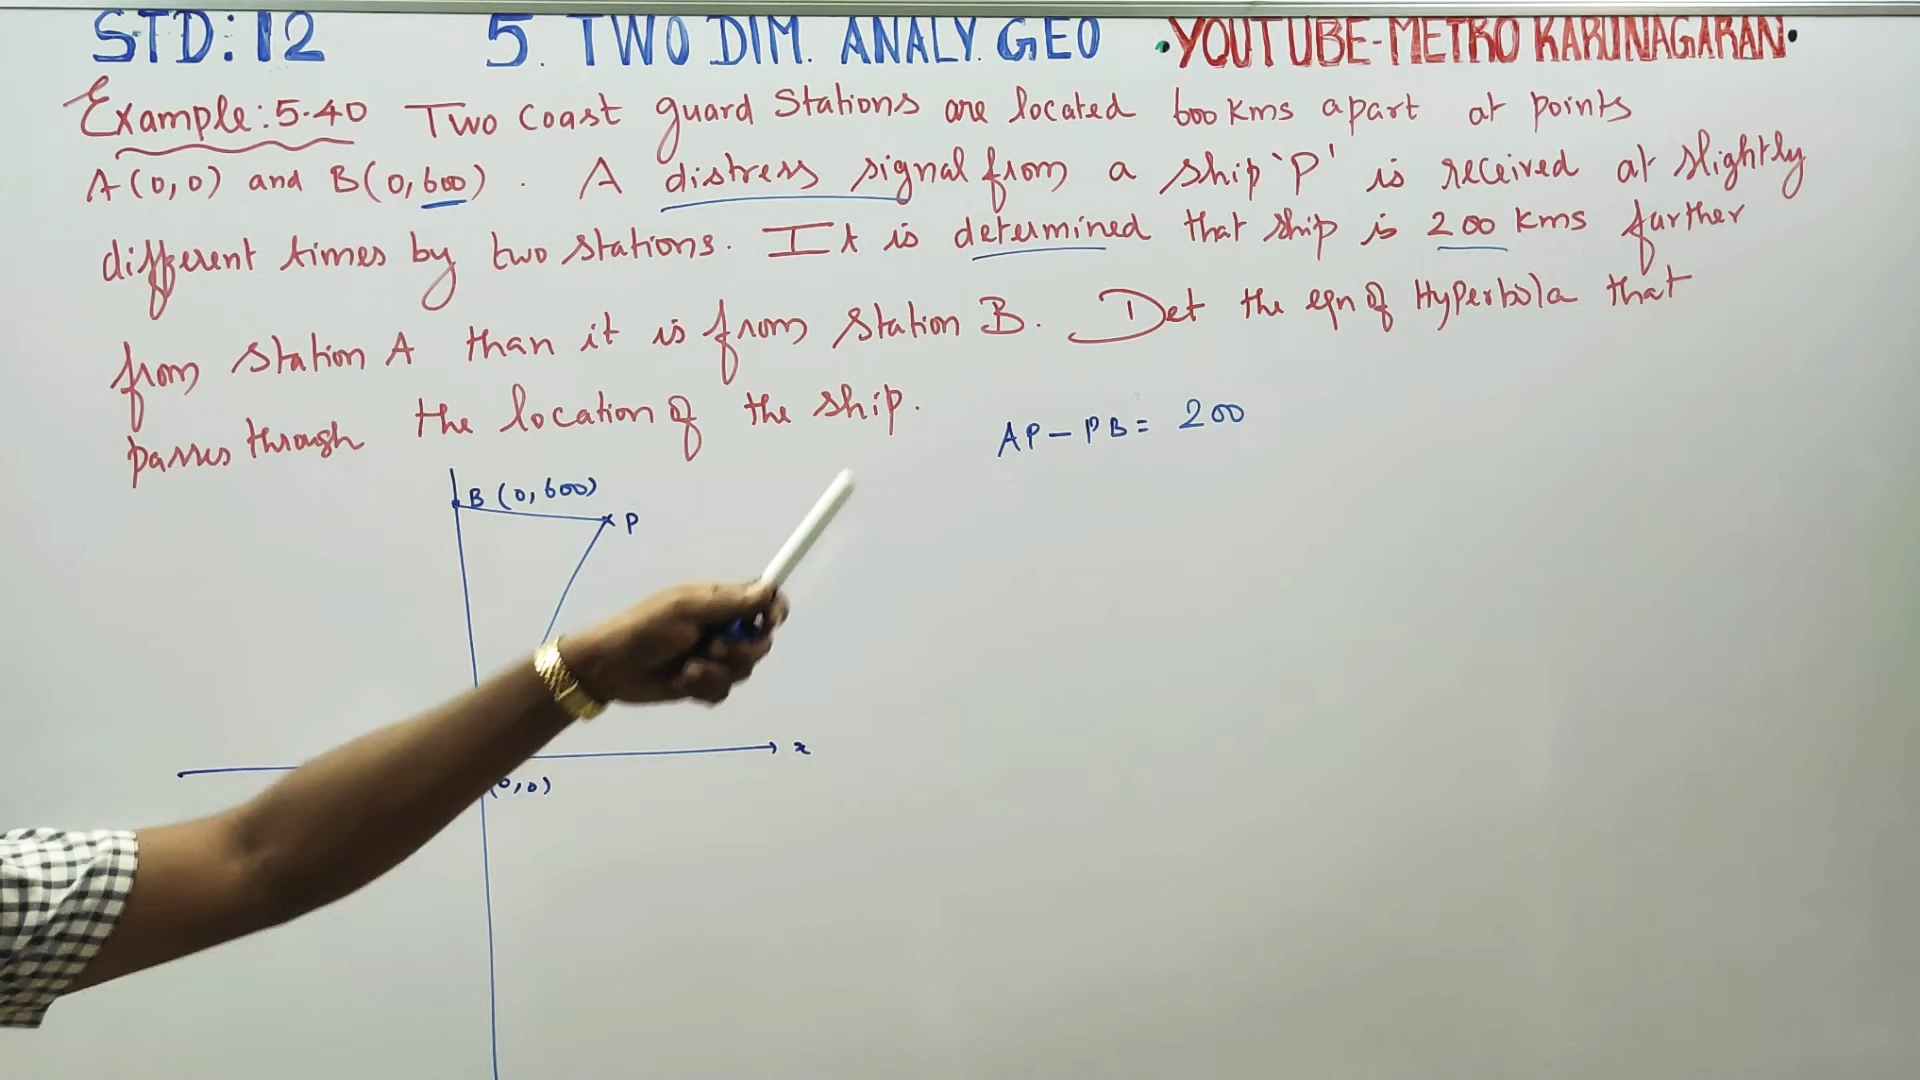 STD: 12 5. TWO DIM. ANALY. GEO •YOUTUBE-METRO KARUNAGARAN•
Example: 5.40 Two coast guard Stations are located 600 kms apart at points
A(0,0) and B(0,600). A distress signal from a ship 'P' is received at slightly
different times by two stations. It is determined that ship is 200 kms further
from station A than it is from station B. Det the eqn of Hyperbola that
passes through the location of the ship.
AP - PB = 200
B (0,600)
P
x
(0,0)